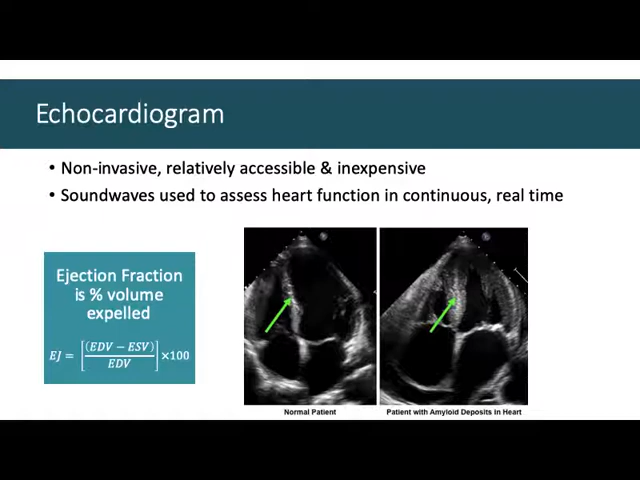 Echocardiogram
• Non-invasive, relatively accessible & inexpensive
• Soundwaves used to assess heart function in continuous, real time
Ejection Fraction
is % volume
expelled
EJ = [(EDV − ESV)/EDV] ×100
Normal Patient
Patient with Amyloid Deposits In Heart